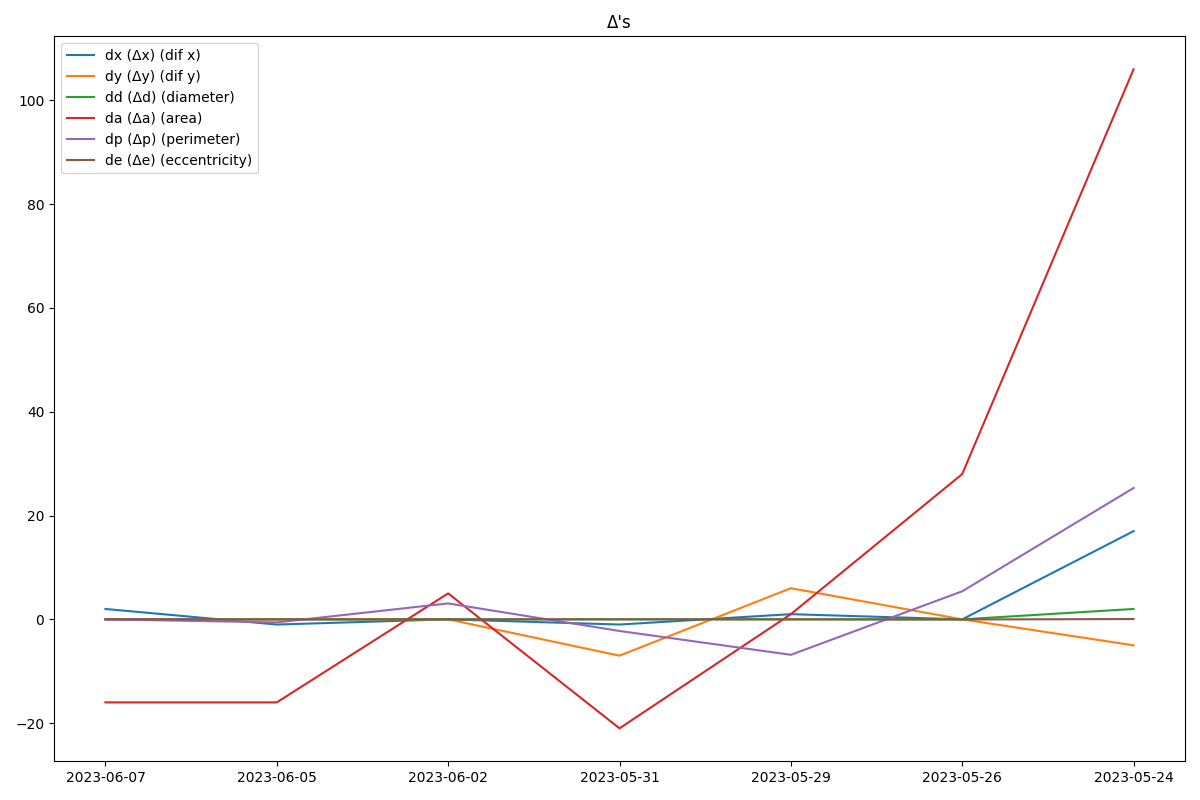 Δ's
dx (Δx) (dif x)
dy (Δy) (dif y)
dd (Δd) (diameter)
da (Δa) (area)
dp (Δp) (perimeter)
de (Δe) (eccentricity)
100
80
60
40
20
0
−20
2023-06-07 2023-06-05 2023-06-02 2023-05-31 2023-05-29 2023-05-26 2023-05-24